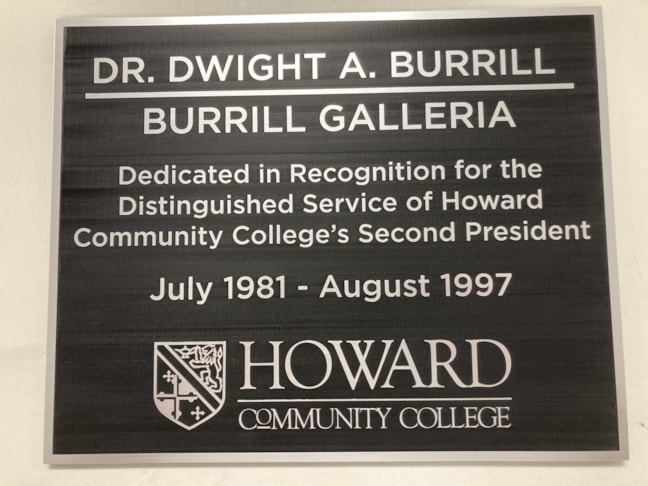 DR. DWIGHT A. BURRILL
BURRILL GALLERIA
Dedicated in Recognition for the
Distinguished Service of Howard
Community College's Second President
July 1981 - August 1997
HOWARD
COMMUNITY COLLEGE